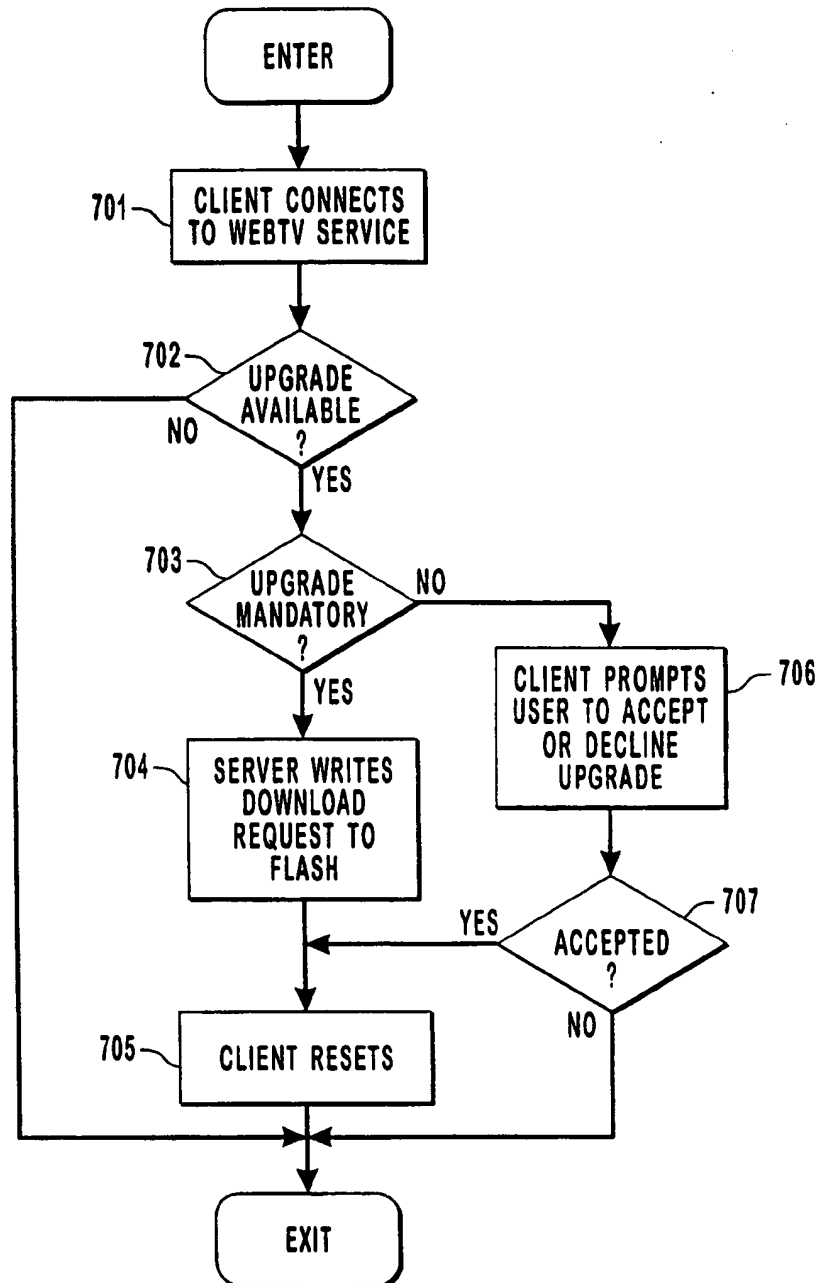 ENTER
701
CLIENT CONNECTS
TO WEBTV SERVICE
702
UPGRADE
AVAILABLE
?
NO
YES
703
UPGRADE
MANDATORY
?
NO
YES
706
CLIENT PROMPTS
USER TO ACCEPT
OR DECLINE
UPGRADE
704
SERVER WRITES
DOWNLOAD
REQUEST TO
FLASH
707
YES
ACCEPTED
?
NO
705
CLIENT RESETS
EXIT